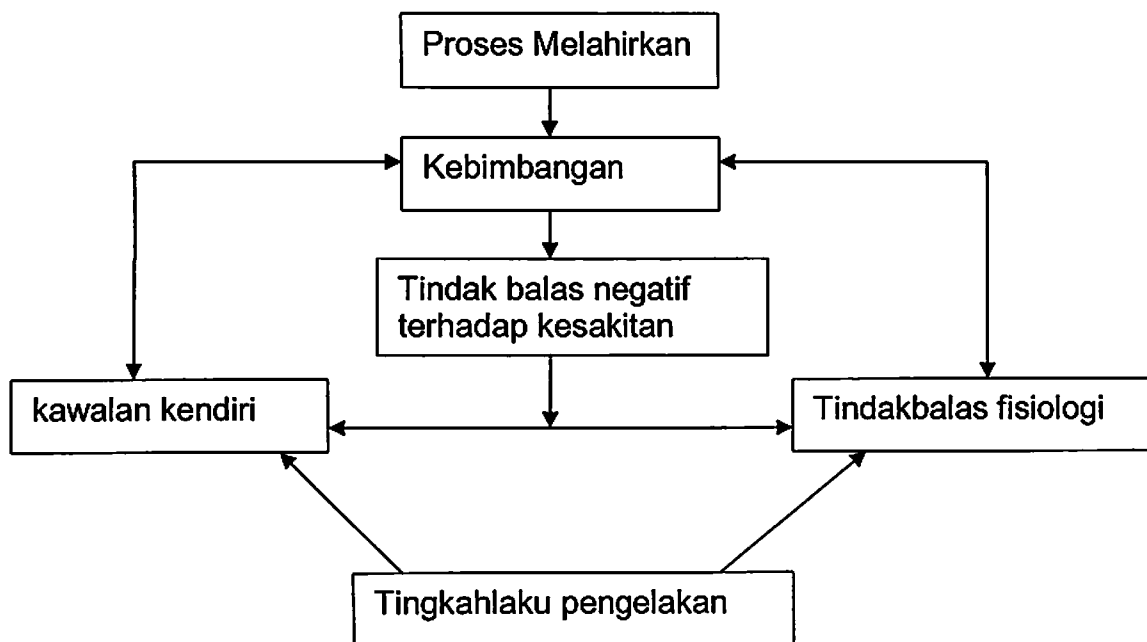 Proses Melahirkan
Kebimbangan
Tindak balas negatif
terhadap kesakitan
kawalan kendiri
Tindakbalas fisiologi
Tingkahlaku pengelakan